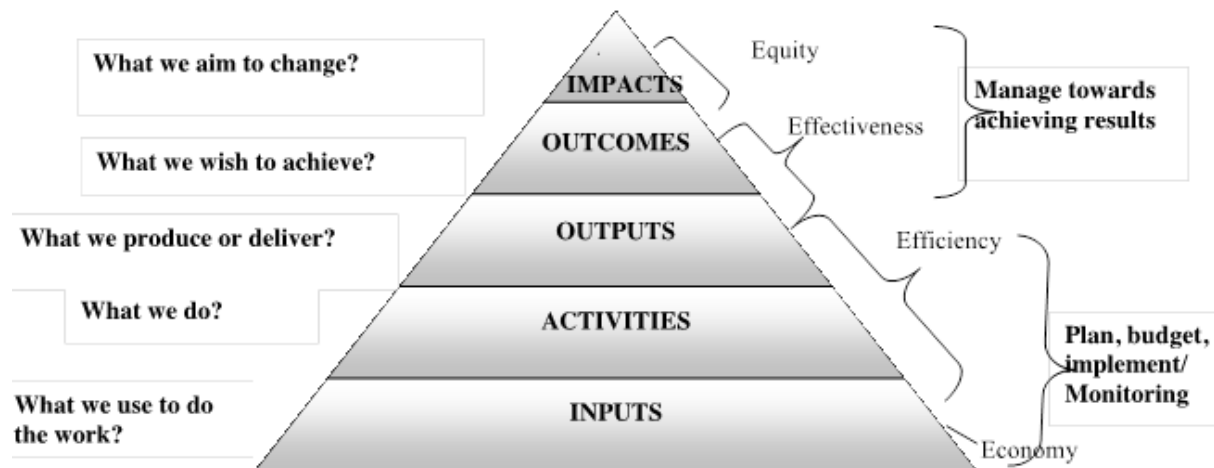 What we aim to change?
IMPACTS
Equity
Manage towards
achieving results
What we wish to achieve?
OUTCOMES
Effectiveness
What we produce or deliver?
OUTPUTS
Efficiency
What we do?
ACTIVITIES
Plan, budget,
implement/
Monitoring
What we use to do
the work?
INPUTS
Economy